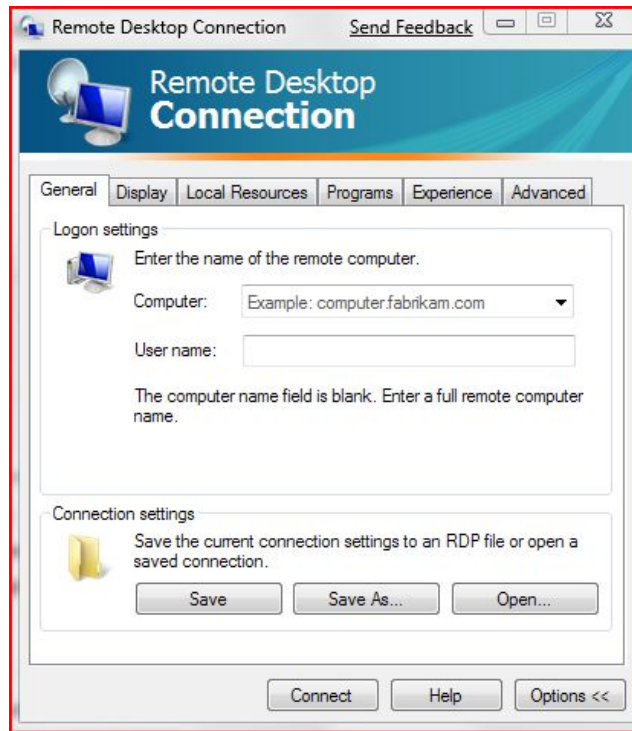 Remote Desktop Connection Send Feedback
Remote Desktop
Connection
General Display Local Resources Programs Experience Advanced
Logon settings
Enter the name of the remote computer.
Computer: Example: computer.fabrikam.com
User name:
The computer name field is blank. Enter a full remote computer
name.
Connection settings
Save the current connection settings to an RDP file or open a
saved connection.
Save Save As... Open...
Connect Help Options <<